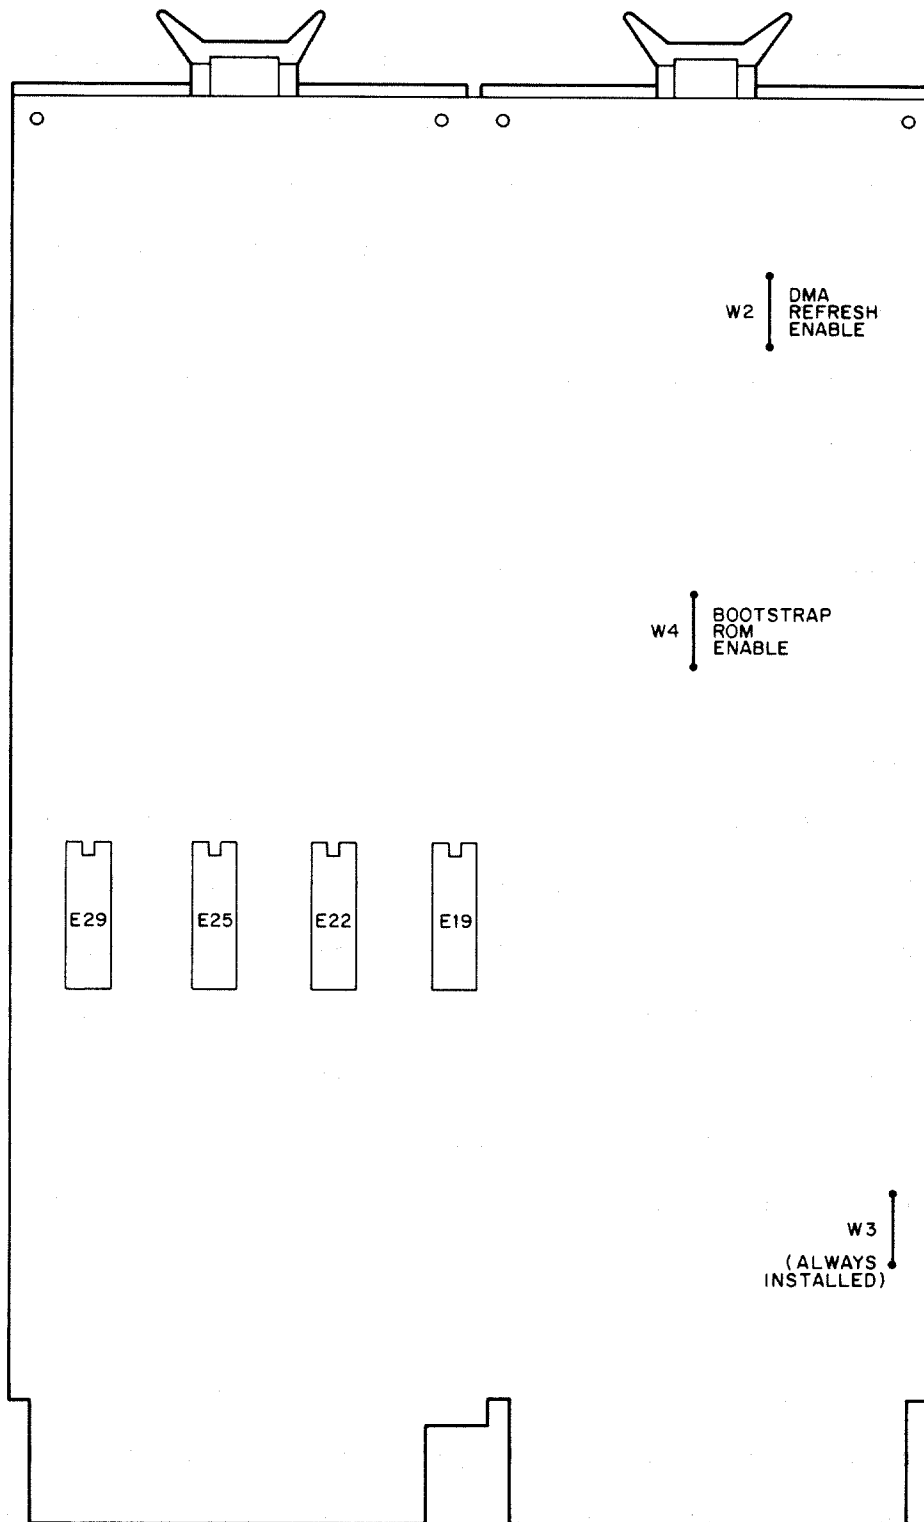 W2
DMA
REFRESH
ENABLE
W4
BOOTSTRAP
ROM
ENABLE
E29
E25
E22
E19
W3
(ALWAYS
INSTALLED)